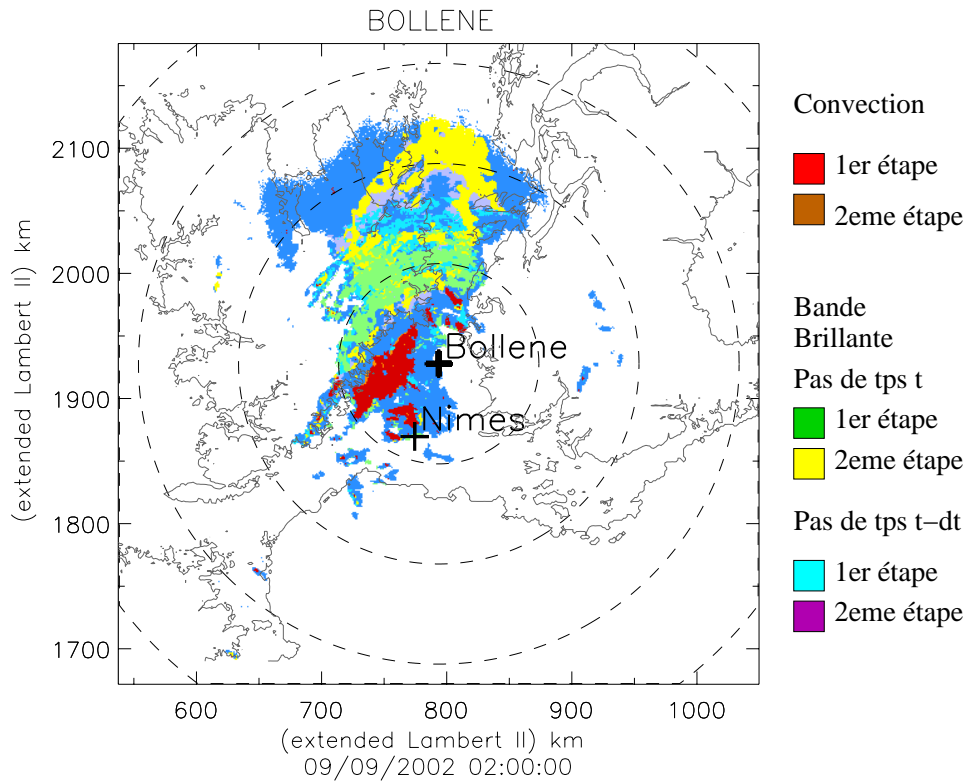 BOLLENE
(extended Lambert II) km
2100
2000
1900
1800
1700
Bollene
Nimes
600
700
800
900
1000
(extended Lambert II) km
09/09/2002 02:00:00
Convection
1er étape
2eme étape
Bande
Brillante
Pas de tps t
1er étape
2eme étape
Pas de tps t−dt
1er étape
2eme étape